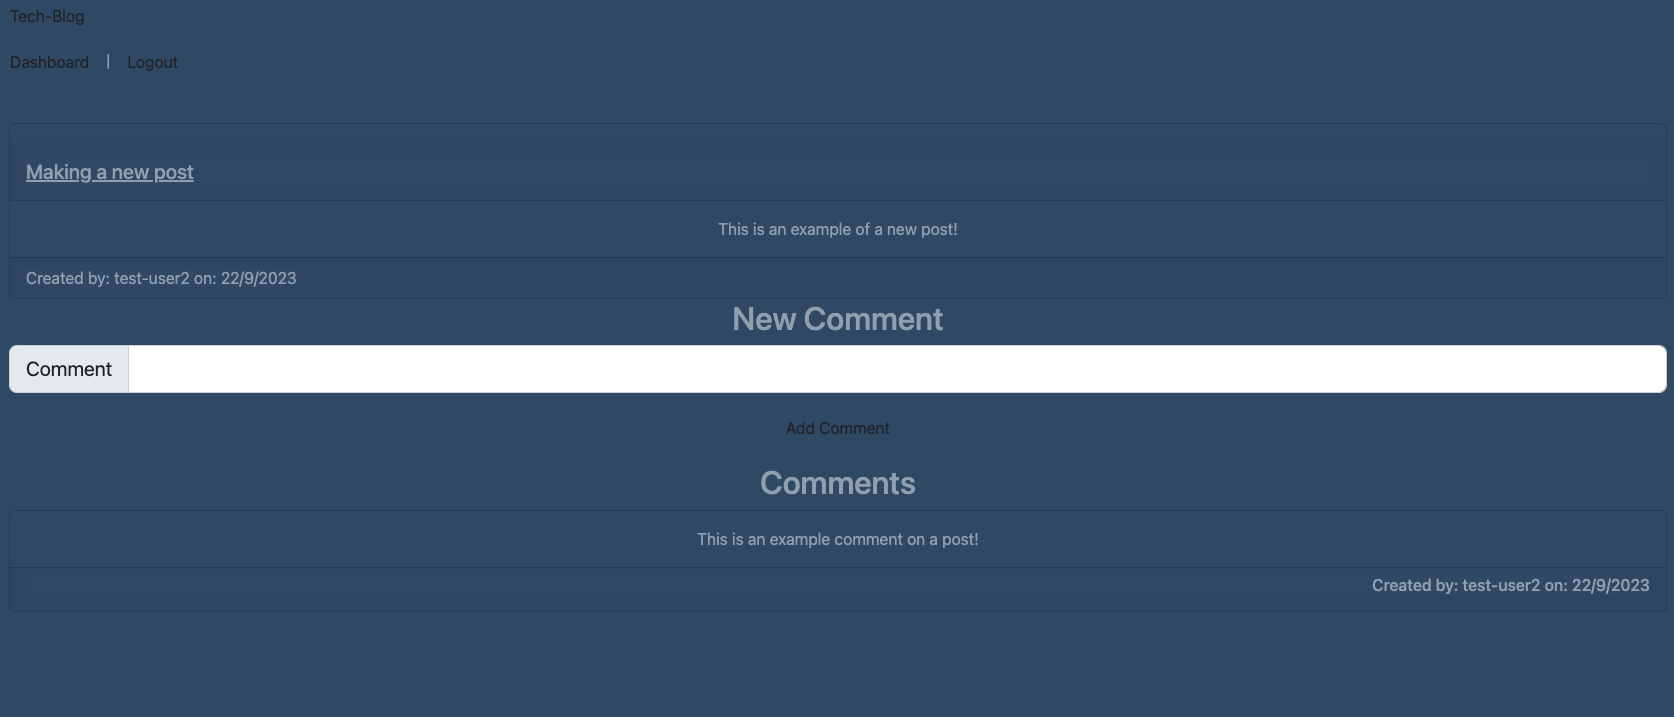 Tech-Blog
Dashboard | Logout
Making a new post
This is an example of a new post!
Created by: test-user2 on: 22/9/2023
New Comment
Comment
Add Comment
Comments
This is an example comment on a post!
Created by: test-user2 on: 22/9/2023